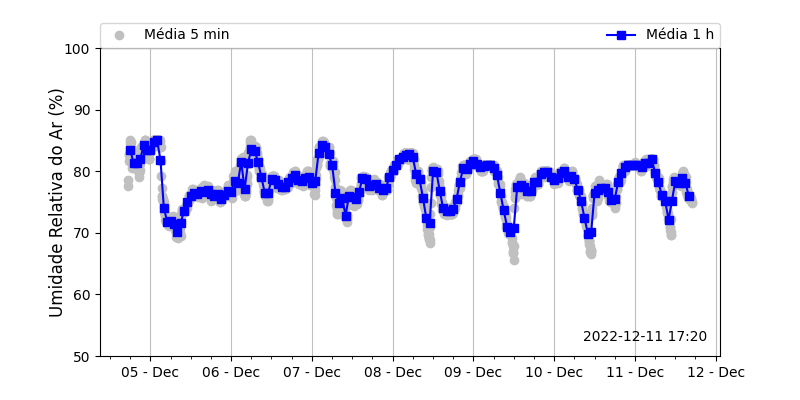 Média 5 min
Média 1 h
Umidade Relativa do Ar (%)
100
90
80
70
60
50
2022-12-11 17:20
05 - Dec
06 - Dec
07 - Dec
08 - Dec
09 - Dec
10 - Dec
11 - Dec
12 - Dec